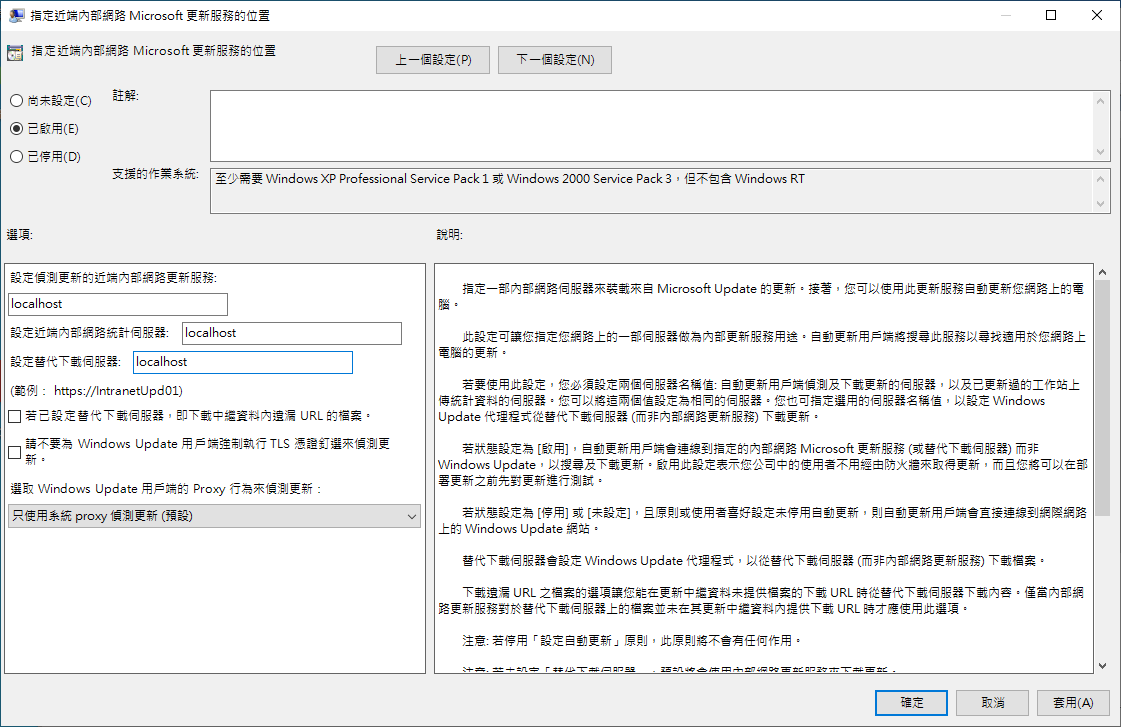 指定近端內部網路 Microsoft 更新服務的位置
指定近端內部網路 Microsoft 更新服務的位置
上一個設定(P)
下一個設定(N)
尚未設定(C)
已啟用(E)
已停用(D)
註解:
支援的作業系統:
至少需要 Windows XP Professional Service Pack 1 或 Windows 2000 Service Pack 3，但不包含 Windows RT
選項:
說明:
設定偵測更新的近端內部網路更新服務:
localhost
設定近端內部網路統計伺服器:
localhost
設定替代下載伺服器:
localhost
(範例： https://IntranetUpd01)
若已設定替代下載伺服器，即下載中繼資料內遺漏 URL 的檔案。
請不要為 Windows Update 用戶端強制執行 TLS 憑證釘選來偵測更
新。
選取 Windows Update 用戶端的 Proxy 行為來偵測更新：
只使用系統 proxy 偵測更新 (預設)
指定一部內部網路伺服器來裝載來自 Microsoft Update 的更新。接著，您可以使用此更新服務自動更新您網路上的電
腦。
此設定可讓您指定您網路上的一部伺服器做為內部更新服務用途。自動更新用戶端將搜尋此服務以尋找適用於您網路上
電腦的更新。
若要使用此設定，您必須設定兩個伺服器名稱值: 自動更新用戶端偵測及下載更新的伺服器，以及已更新過的工作站上
傳統計資料的伺服器。您可以將這兩個值設定為相同的伺服器。您也可指定選用的伺服器名稱值，以設定 Windows
Update 代理程式從替代下載伺服器 (而非內部網路更新服務) 下載更新。
若狀態設定為 [啟用]，自動更新用戶端會連線到指定的內部網路 Microsoft 更新服務 (或替代下載伺服器) 而非
Windows Update，以搜尋及下載更新。啟用此設定表示您公司中的使用者不用經由防火牆來取得更新，而且您將可以在部
署更新之前先對更新進行測試。
若狀態設定為 [停用] 或 [未設定]，且原則或使用者喜好設定未停用自動更新，則自動更新用戶端會直接連線到網際網路
上的 Windows Update 網站。
替代下載伺服器會設定 Windows Update 代理程式，以從替代下載伺服器 (而非內部網路更新服務) 下載檔案。
下載遺漏 URL 之檔案的選項讓您能在更新中繼資料未提供檔案的下載 URL 時從替代下載伺服器下載內容。僅當內部網
路更新服務對於替代下載伺服器上的檔案並未在其更新中繼資料內提供下載 URL 時才應使用此選項。
注意: 若停用「設定自動更新」原則，此原則將不會有任何作用。
注意: 若未設定「替代下載伺服器」，預設將會使用內部網路更新服務來下載更新。
確定
取消
套用(A)